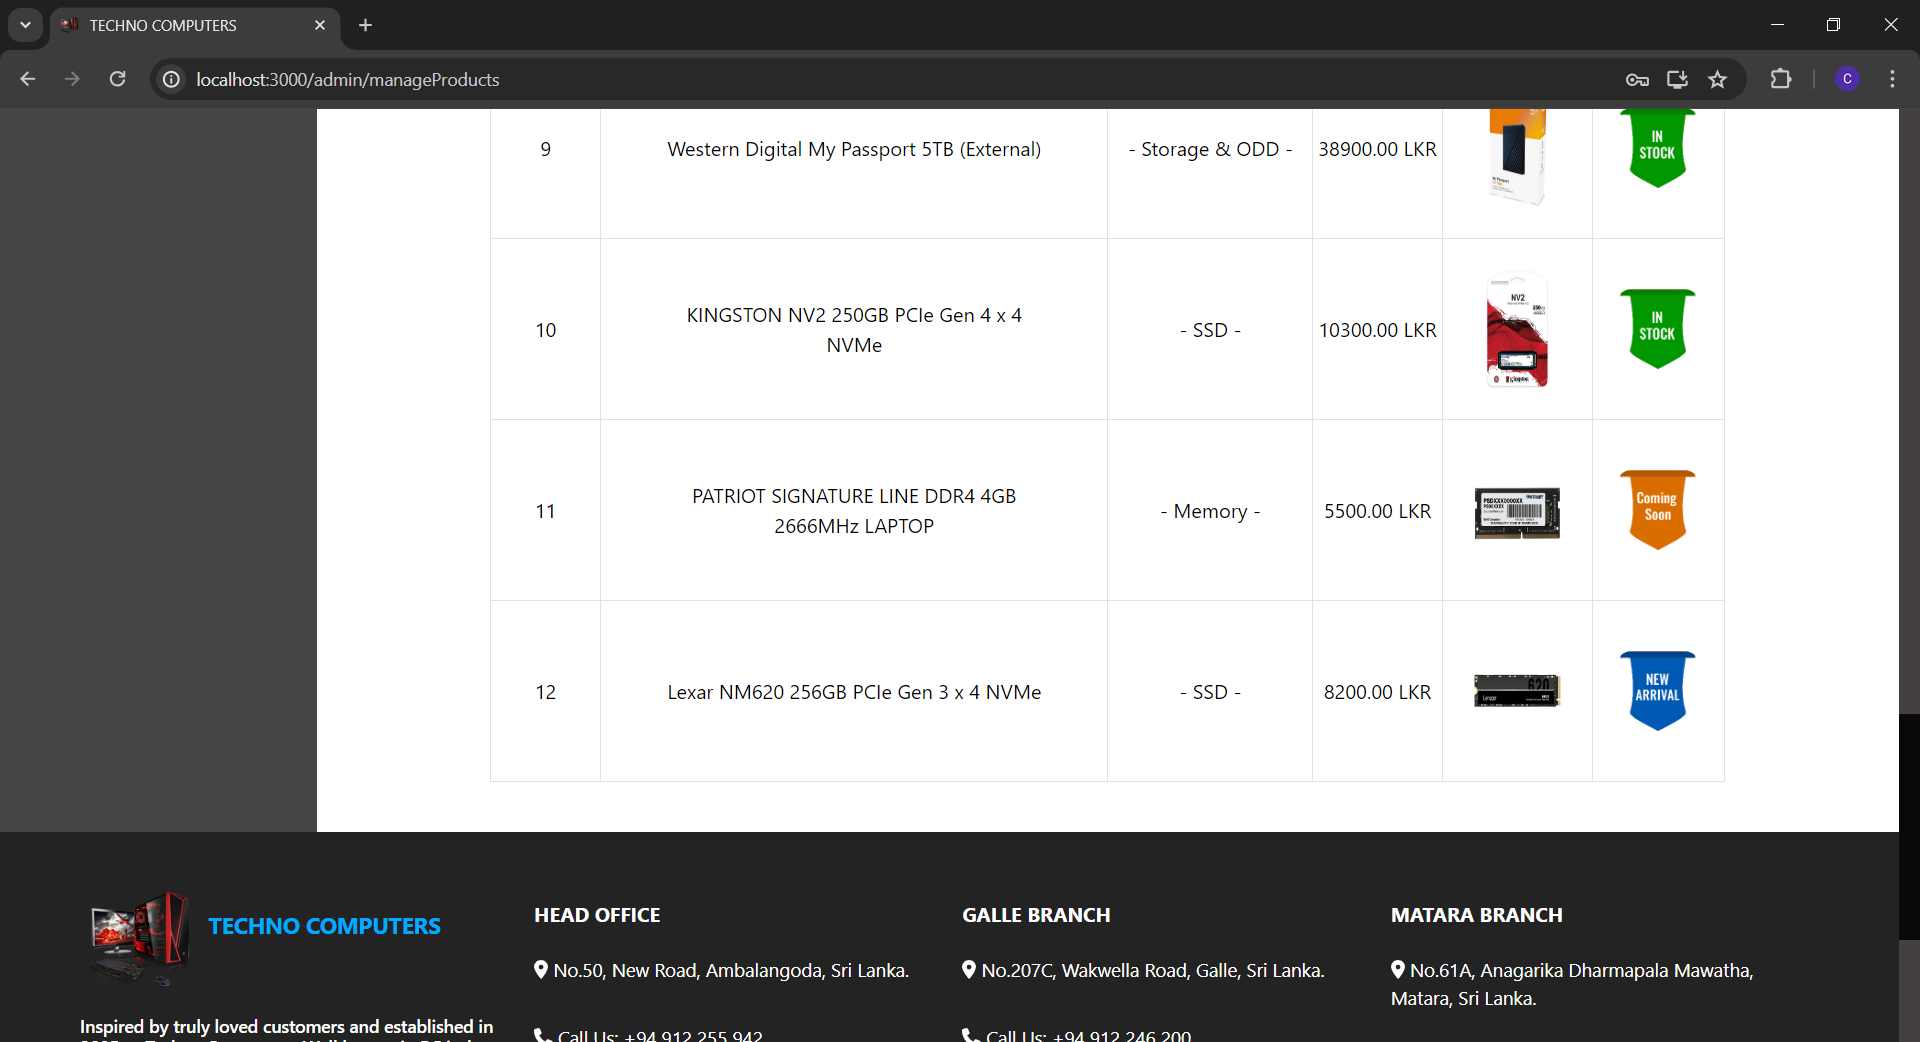 TECHNO COMPUTERS
localhost:3000/admin/manageProducts
C
9
Western Digital My Passport 5TB (External)
- Storage & ODD -
38900.00 LKR
IN
STOCK
10
KINGSTON NV2 250GB PCIe Gen 4 x 4
NVMe
- SSD -
10300.00 LKR
NV2
IN
STOCK
11
PATRIOT SIGNATURE LINE DDR4 4GB
2666MHz LAPTOP
- Memory -
5500.00 LKR
Coming
Soon
12
Lexar NM620 256GB PCIe Gen 3 x 4 NVMe
- SSD -
8200.00 LKR
620
Lexar
NEW
ARRIVAL
TECHNO COMPUTERS
Inspired by truly loved customers and established in
HEAD OFFICE
No.50, New Road, Ambalangoda, Sri Lanka.
Call Us: +94 912 255 942
GALLE BRANCH
No.207C, Wakwella Road, Galle, Sri Lanka.
Call Us: +94 912 246 200
MATARA BRANCH
No.61A, Anagarika Dharmapala Mawatha,
Matara, Sri Lanka.